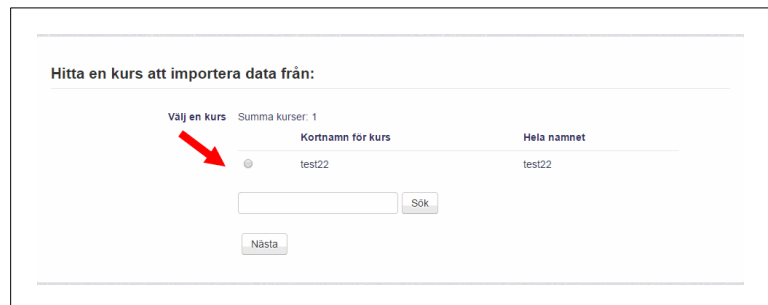 Hitta en kurs att importera data från:
Välj en kurs Summa kurser: 1
Kortnamn för kurs Hela namnet
test22 test22
Sök
Nästa